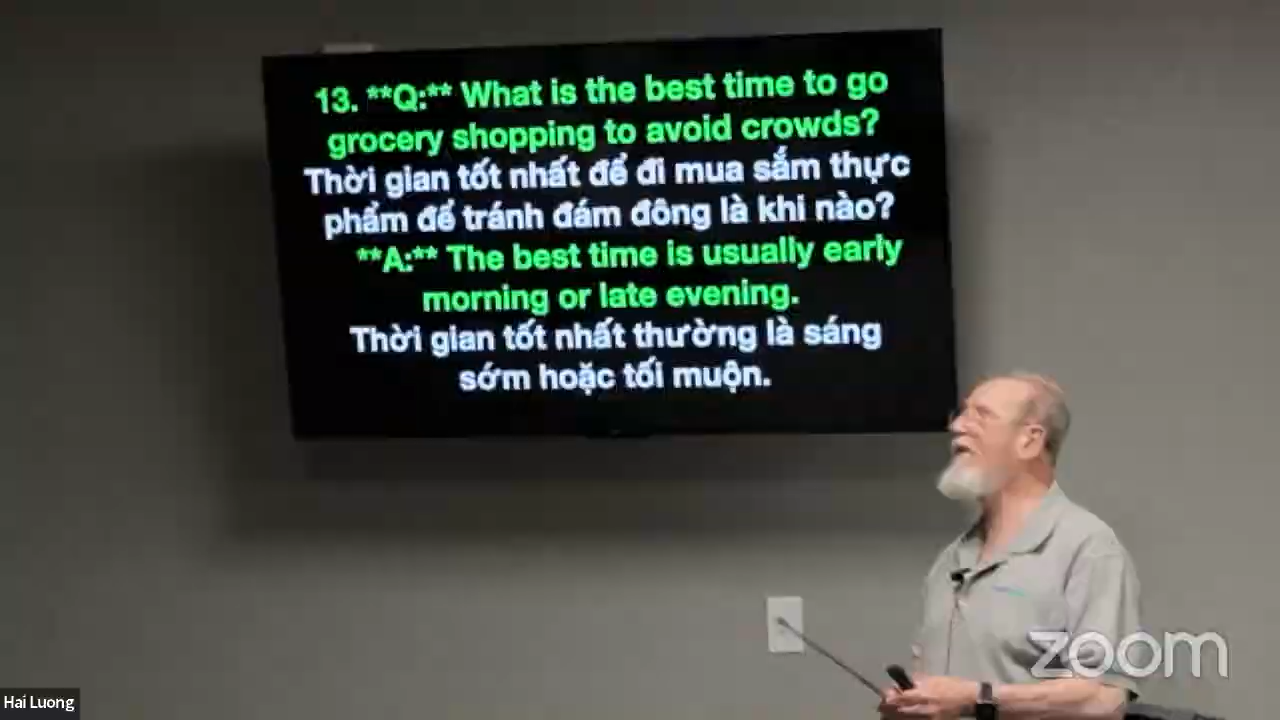 13. **Q:** What is the best time to go
grocery shopping to avoid crowds?
Thời gian tốt nhất để đi mua sắm thực
phẩm để tránh đám đông là khi nào?
**A:** The best time is usually early
morning or late evening.
Thời gian tốt nhất thường là sáng
sớm hoặc tối muộn.
zoom
Hai Luong